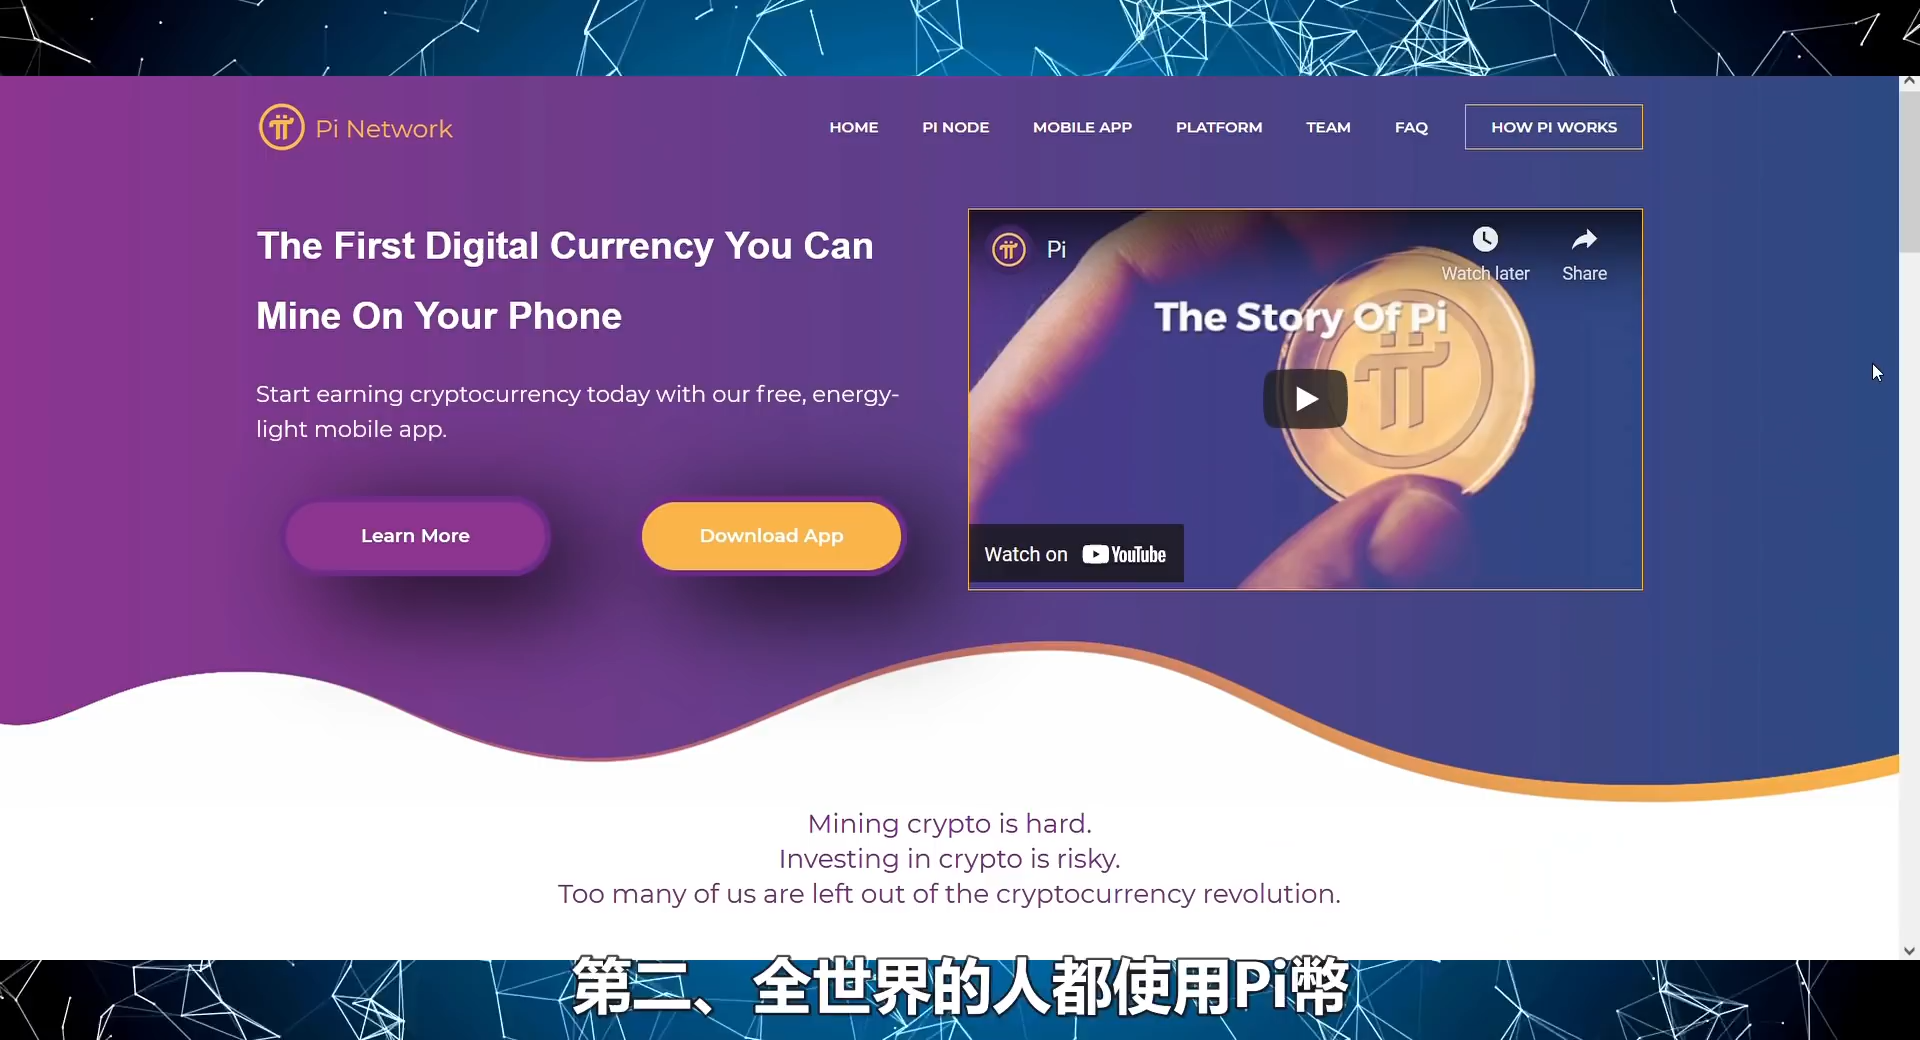 Pi Network
HOME
PI NODE
MOBILE APP
PLATFORM
TEAM
FAQ
HOW PI WORKS
The First Digital Currency You Can
Mine On Your Phone
Start earning cryptocurrency today with our free, energy-
light mobile app.
Learn More
Download App
Pi
Watch later
Share
The Story Of Pi
Watch on YouTube
Mining crypto is hard.
Investing in crypto is risky.
Too many of us are left out of the cryptocurrency revolution.
第二、全世界的人都使用Pi幣